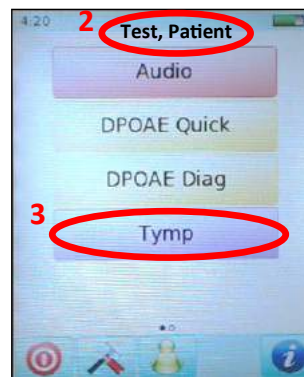 4:20
2
Test, Patient
Audio
DPOAE Quick
DPOAE Diag
3
Tymp
i